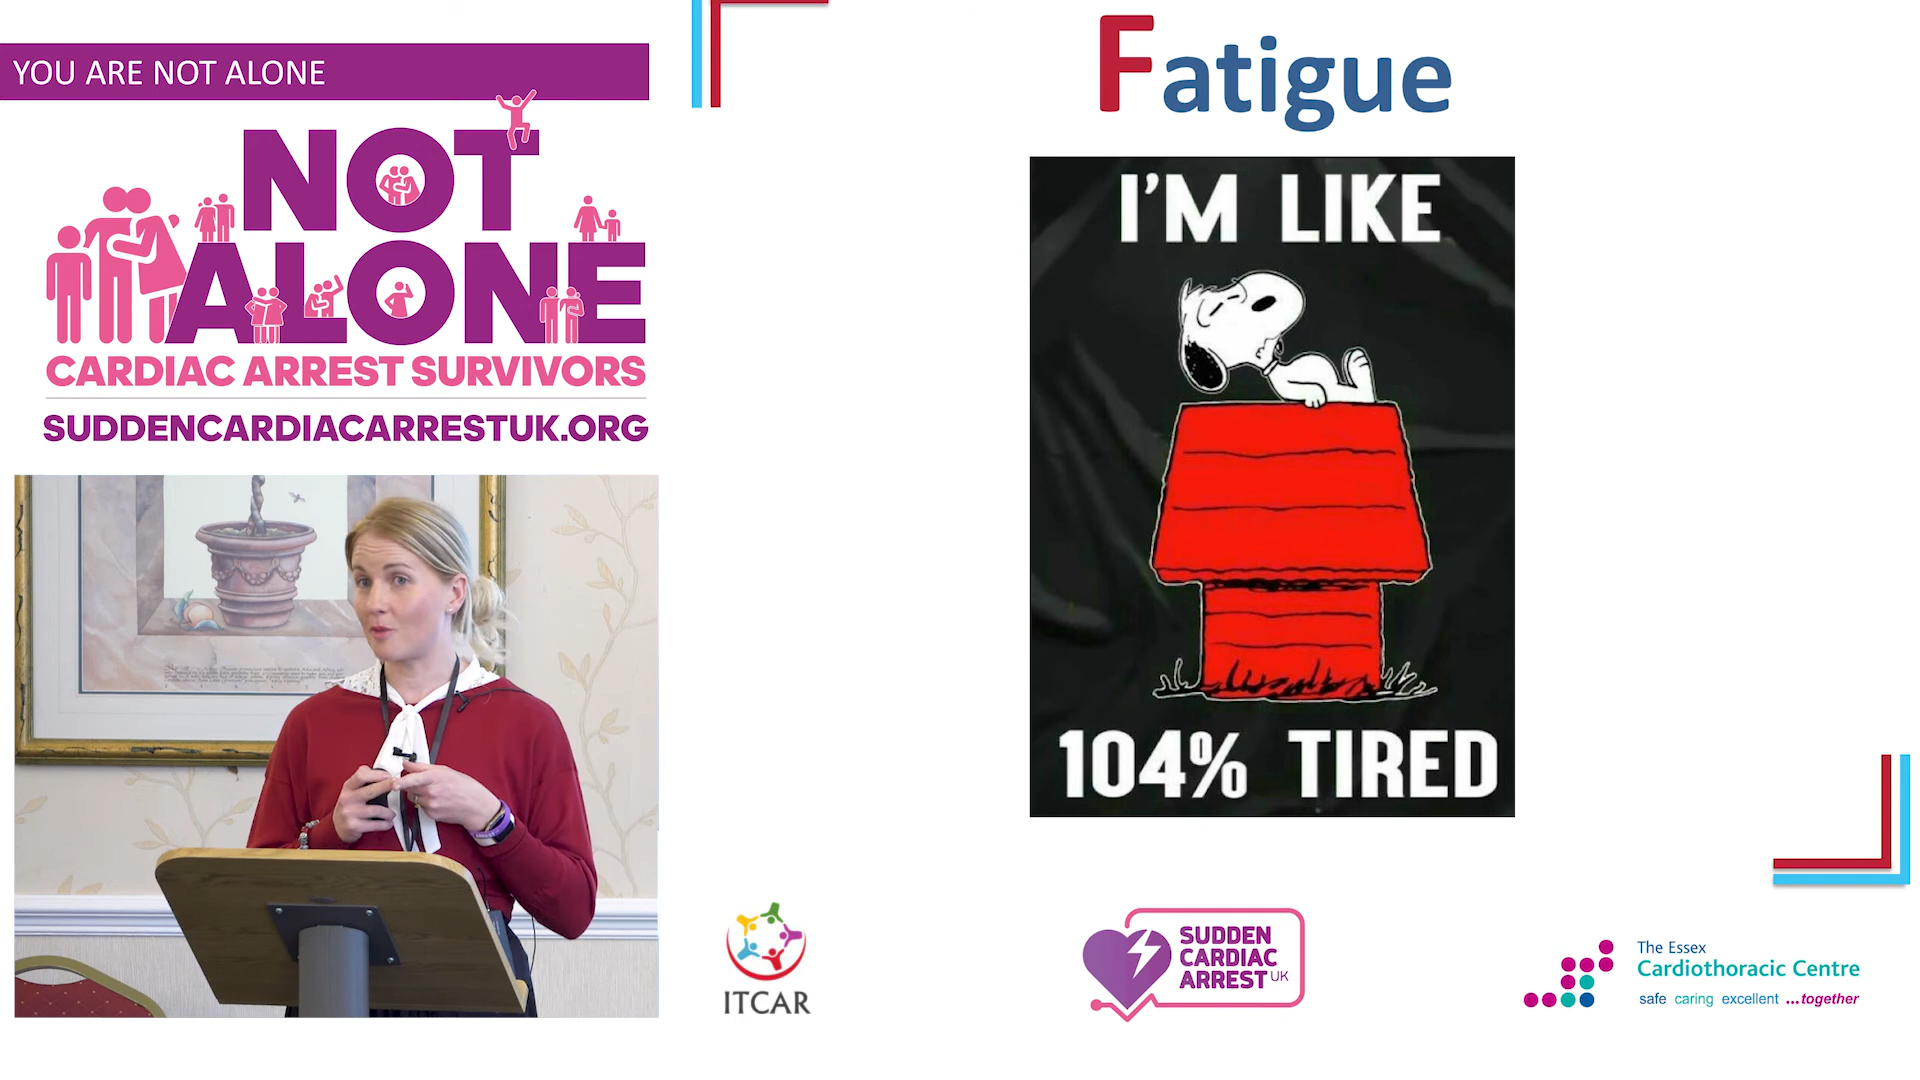 YOU ARE NOT ALONE
NOT
ALONE
CARDIAC ARREST SURVIVORS
SUDDENCARDIACARRESTUK.ORG
Fatigue
I'M LIKE
104% TIRED
ITCAR
SUDDEN
CARDIAC
ARREST UK
The Essex
Cardiothoracic Centre
safe caring excellent ...together